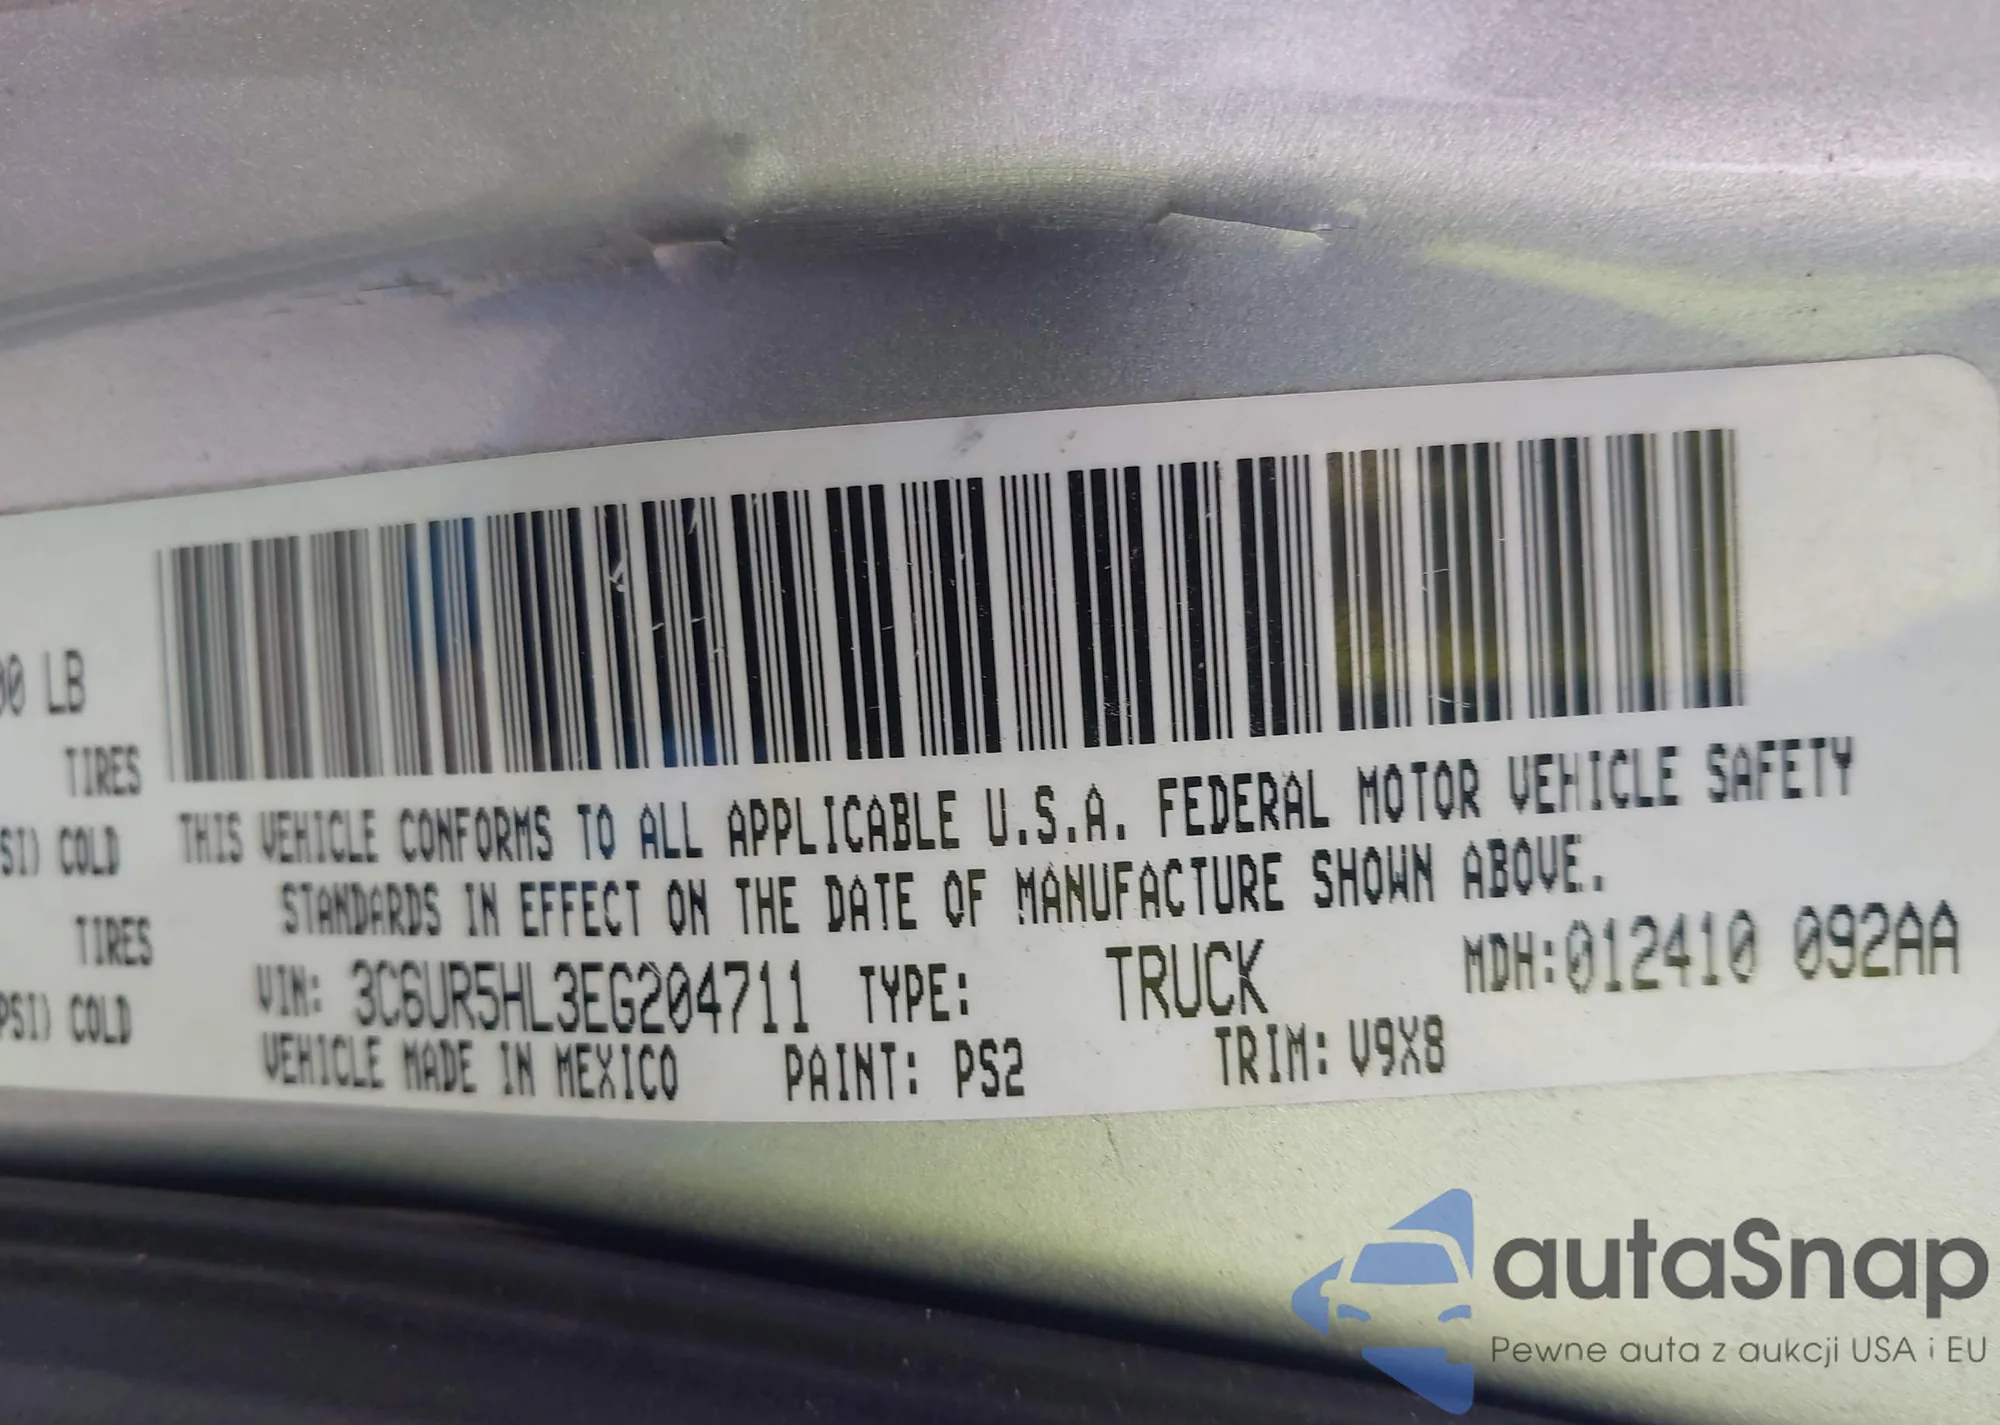 00 LB
TIRES
SI) COLD
TIRES
PSI) COLD
THIS VEHICLE CONFORMS TO ALL APPLICABLE U.S.A. FEDERAL MOTOR VEHICLE SAFETY
STANDARDS IN EFFECT ON THE DATE OF MANUFACTURE SHOWN ABOVE.
VIN: 3C6UR5HL3EG204711 TYPE: TRUCK MDH:012410 092AA
VEHICLE MADE IN MEXICO PAINT: PS2 TRIM: V9X8
autaSnap
Pewne auta z aukcji USA i EU